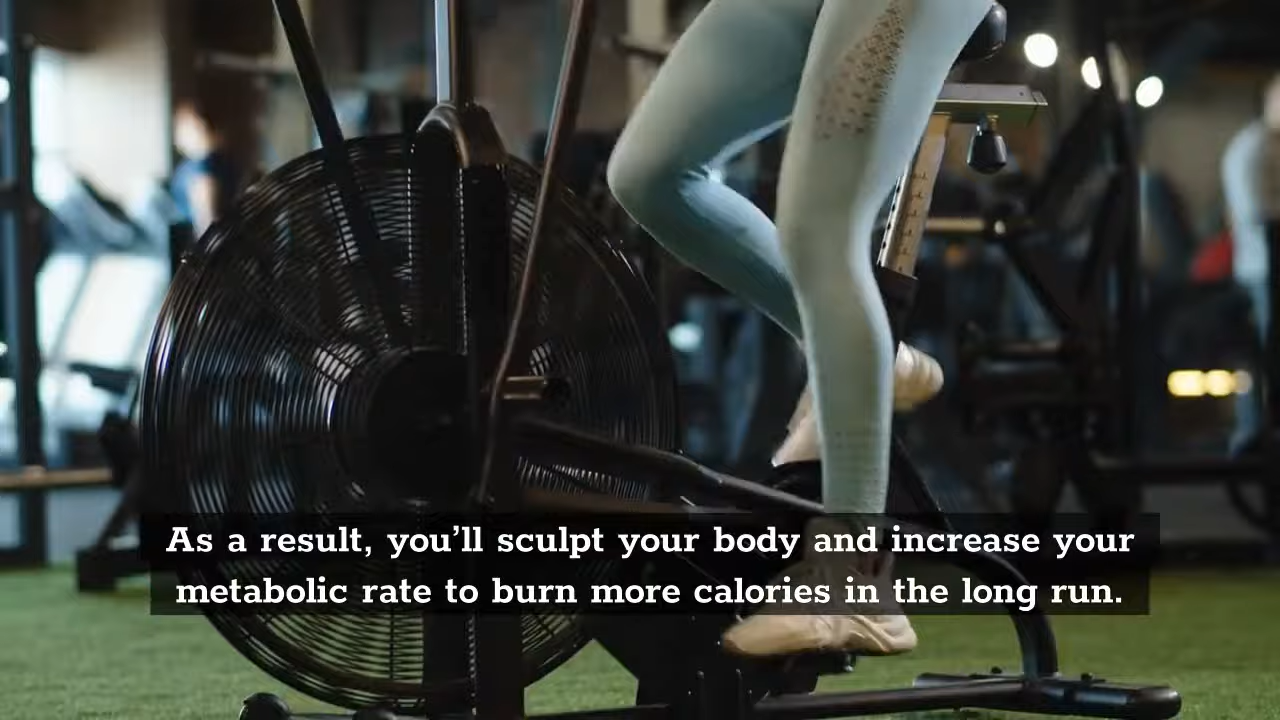 As a result, you’ll sculpt your body and increase your
metabolic rate to burn more calories in the long run.